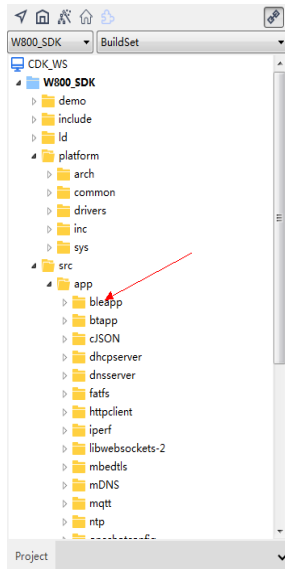 W800_SDK BuildSet
CDK_WS
W800_SDK
demo
include
ld
platform
arch
common
drivers
inc
sys
src
app
bleapp
btapp
cJSON
dhcpserver
dnsserver
fatfs
httpclient
iperf
libwebsockets-2
mbedtls
mDNS
mqtt
ntp
Project